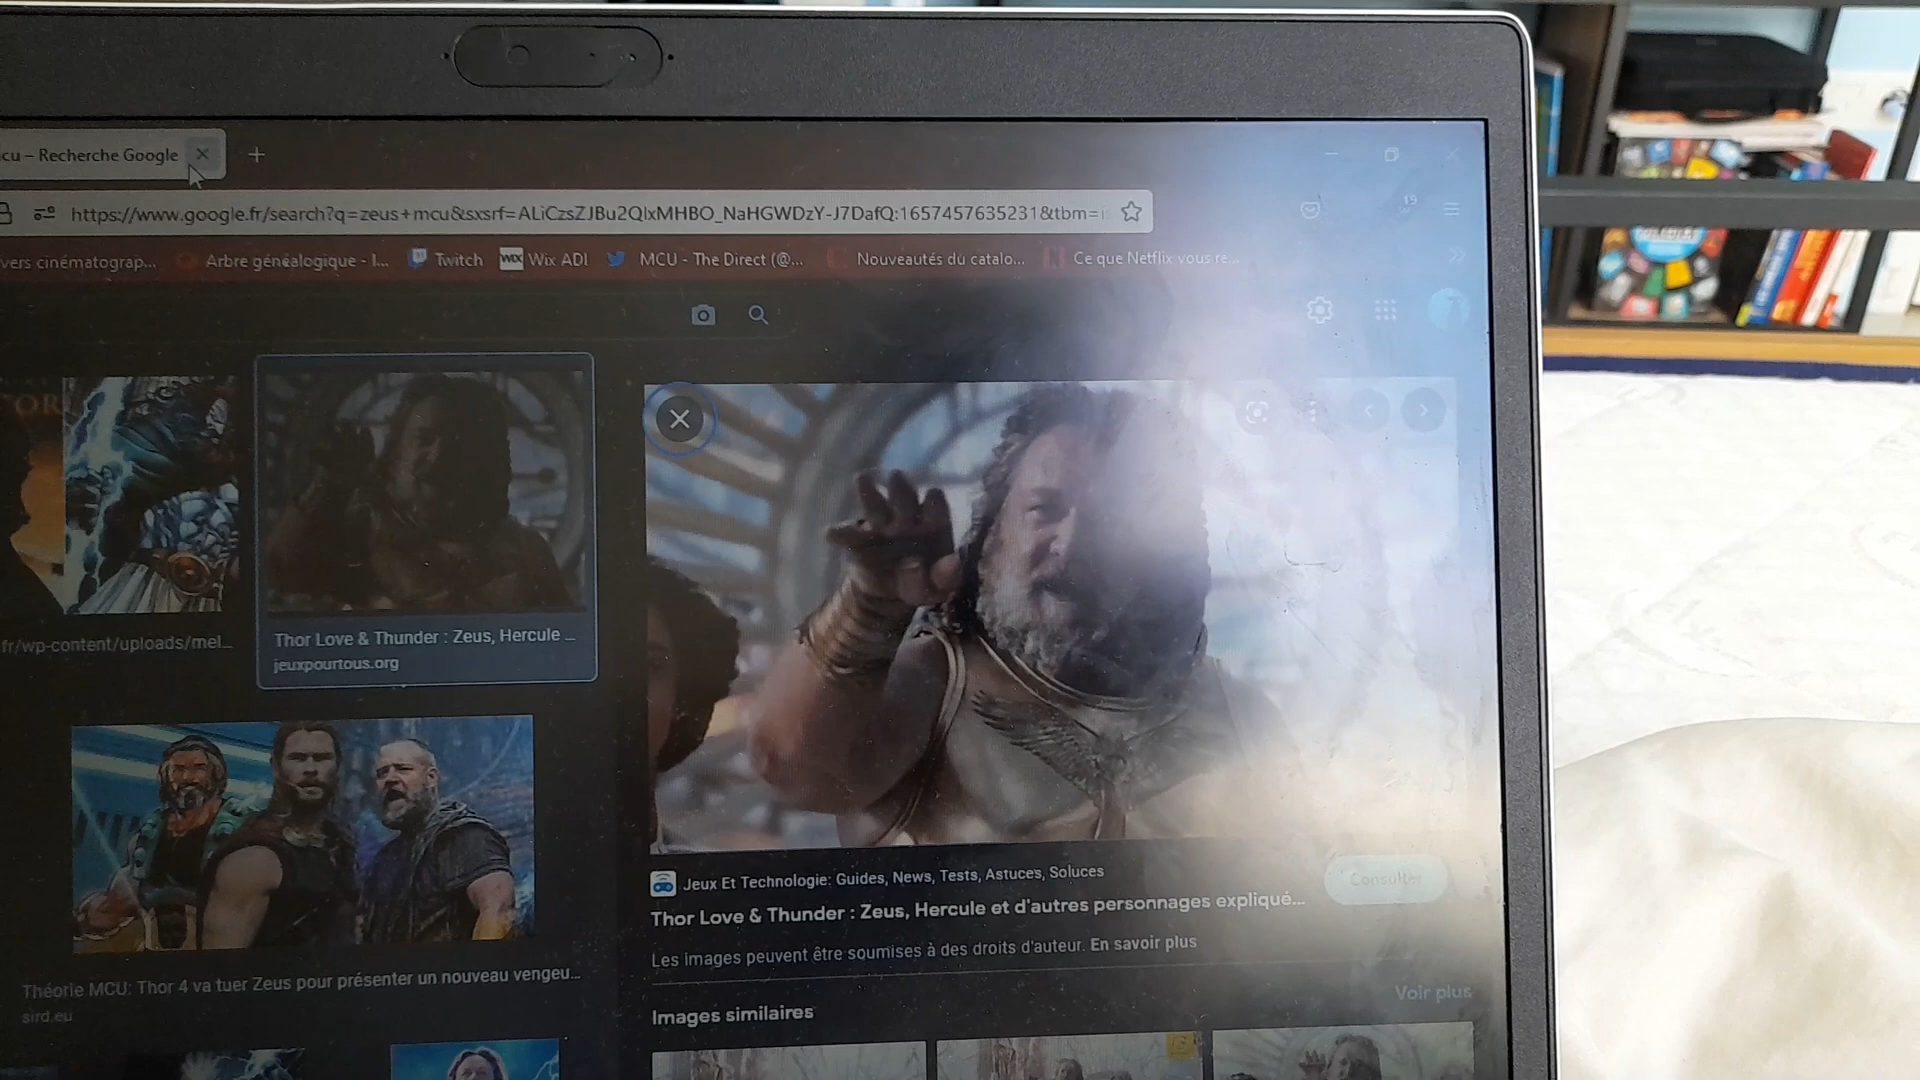 cu – Recherche Google
https://www.google.fr/search?q=zeus+mcu&sxsrf=ALiCzsZJBu2QlxMHBO_NaHGWDzY-J7DafQ:1657457635231&tbm=i
19
vers cinématograp...
Arbre généalogique - l...
Twitch
WIX Wix ADI
MCU - The Direct (@...
Nouveautés du catalo...
N Ce que Netflix vous re...
OR
fr/wp-content/uploads/mel...
Thor Love & Thunder : Zeus, Hercule ...
jeuxpourtous.org
Jeux Et Technologie: Guides, News, Tests, Astuces, Soluces
Consulter
Thor Love & Thunder : Zeus, Hercule et d'autres personnages expliqué...
Les images peuvent être soumises à des droits d'auteur. En savoir plus
Théorie MCU: Thor 4 va tuer Zeus pour présenter un nouveau vengeu...
sird.eu
Voir plus
Images similaires